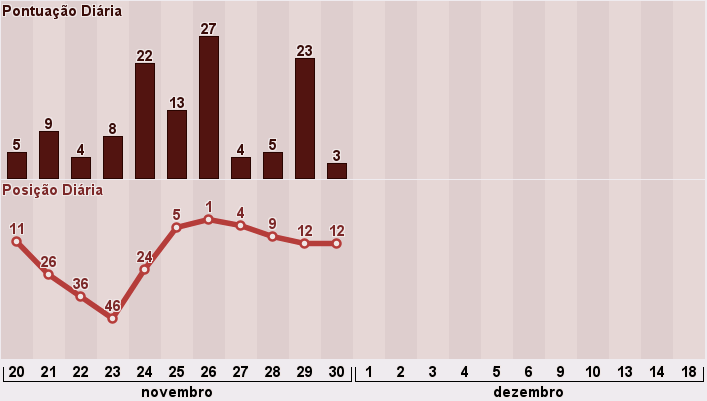 Pontuação Diária
5 9 4 8 22 13 27 4 5 23 3
Posição Diária
11 26 36 46 24 5 1 4 9 12 12
20 21 22 23 24 25 26 27 28 29 30 1 2 3 4 5 6 9 10 13 14 18
novembro dezembro